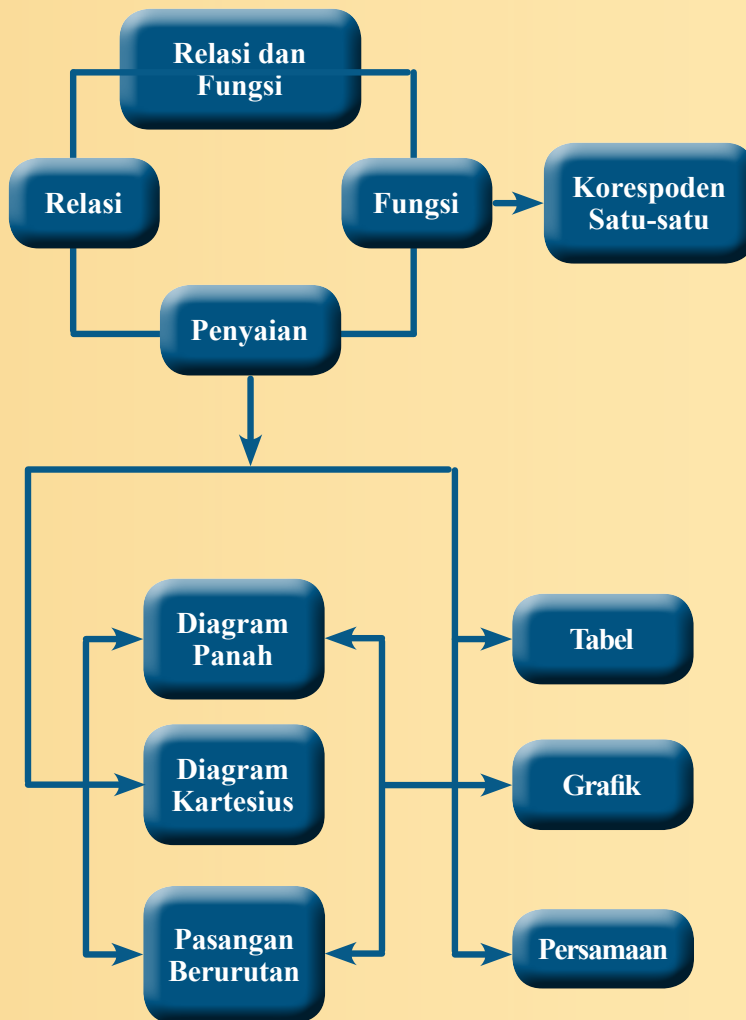 Relasi dan
Fungsi
Relasi
Fungsi
Korespoden
Satu-satu
Penyaian
Diagram
Panah
Tabel
Diagram
Kartesius
Grafik
Pasangan
Berurutan
Persamaan